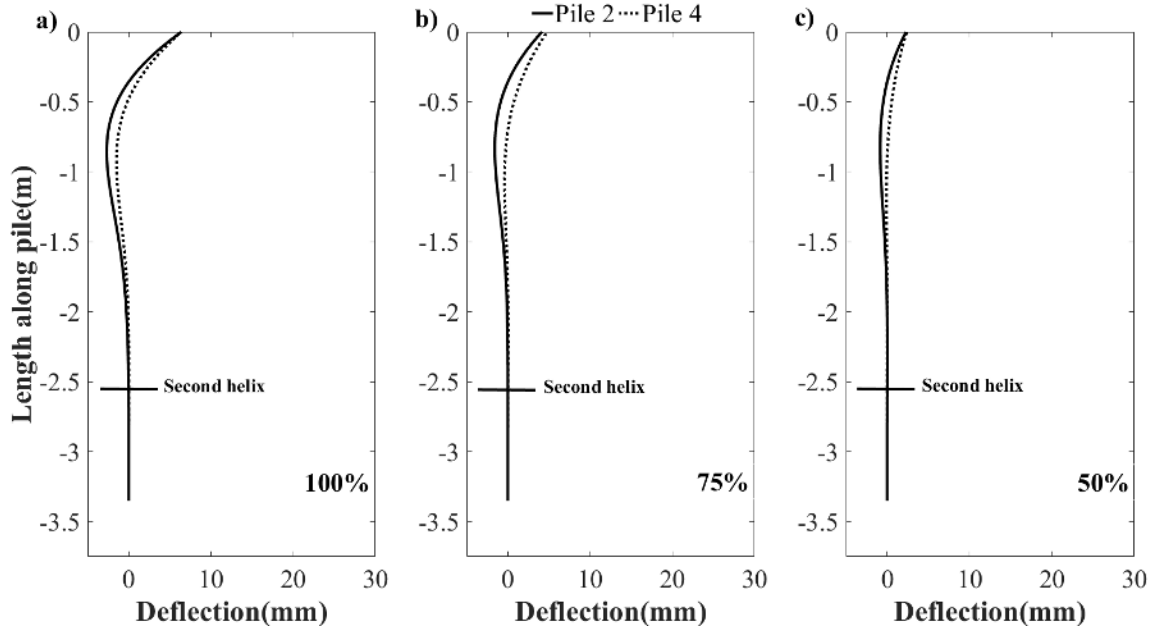 a)
b)
Pile 2 Pile 4
c)
0
-0.5
-1
-1.5
-2
-2.5
-3
-3.5
Length along pile(m)
Second helix
100%
0 10 20 30
Deflection(mm)
0
-0.5
-1
-1.5
-2
-2.5
-3
-3.5
Second helix
75%
0 10 20 30
Deflection(mm)
0
-0.5
-1
-1.5
-2
-2.5
-3
-3.5
Second helix
50%
0 10 20 30
Deflection(mm)